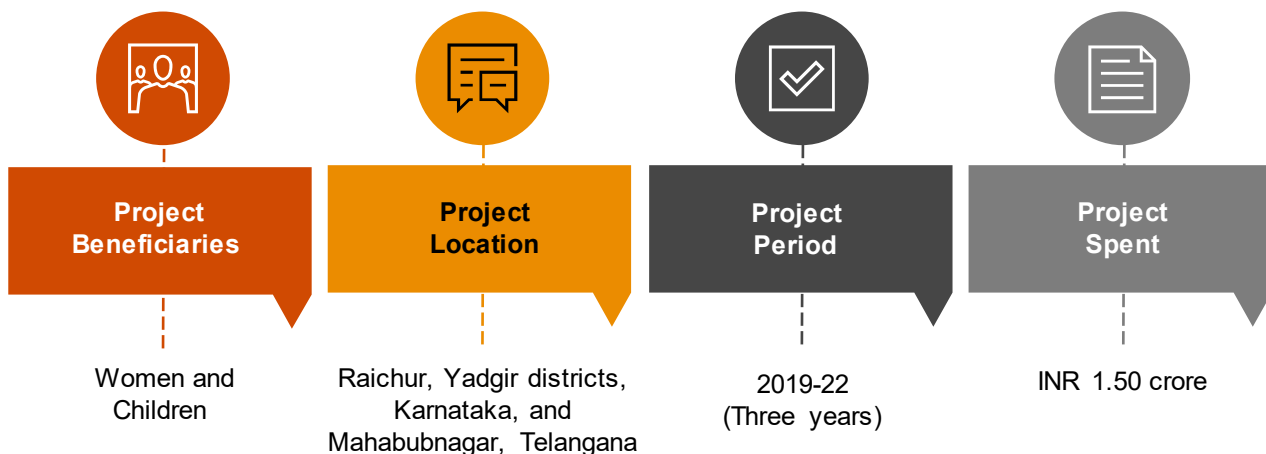 Project
Beneficiaries
Project
Location
Project
Period
Project
Spent
Women and
Children
Raichur, Yadgir districts,
Karnataka, and
Mahabubnagar, Telangana
2019-22
(Three years)
INR 1.50 crore